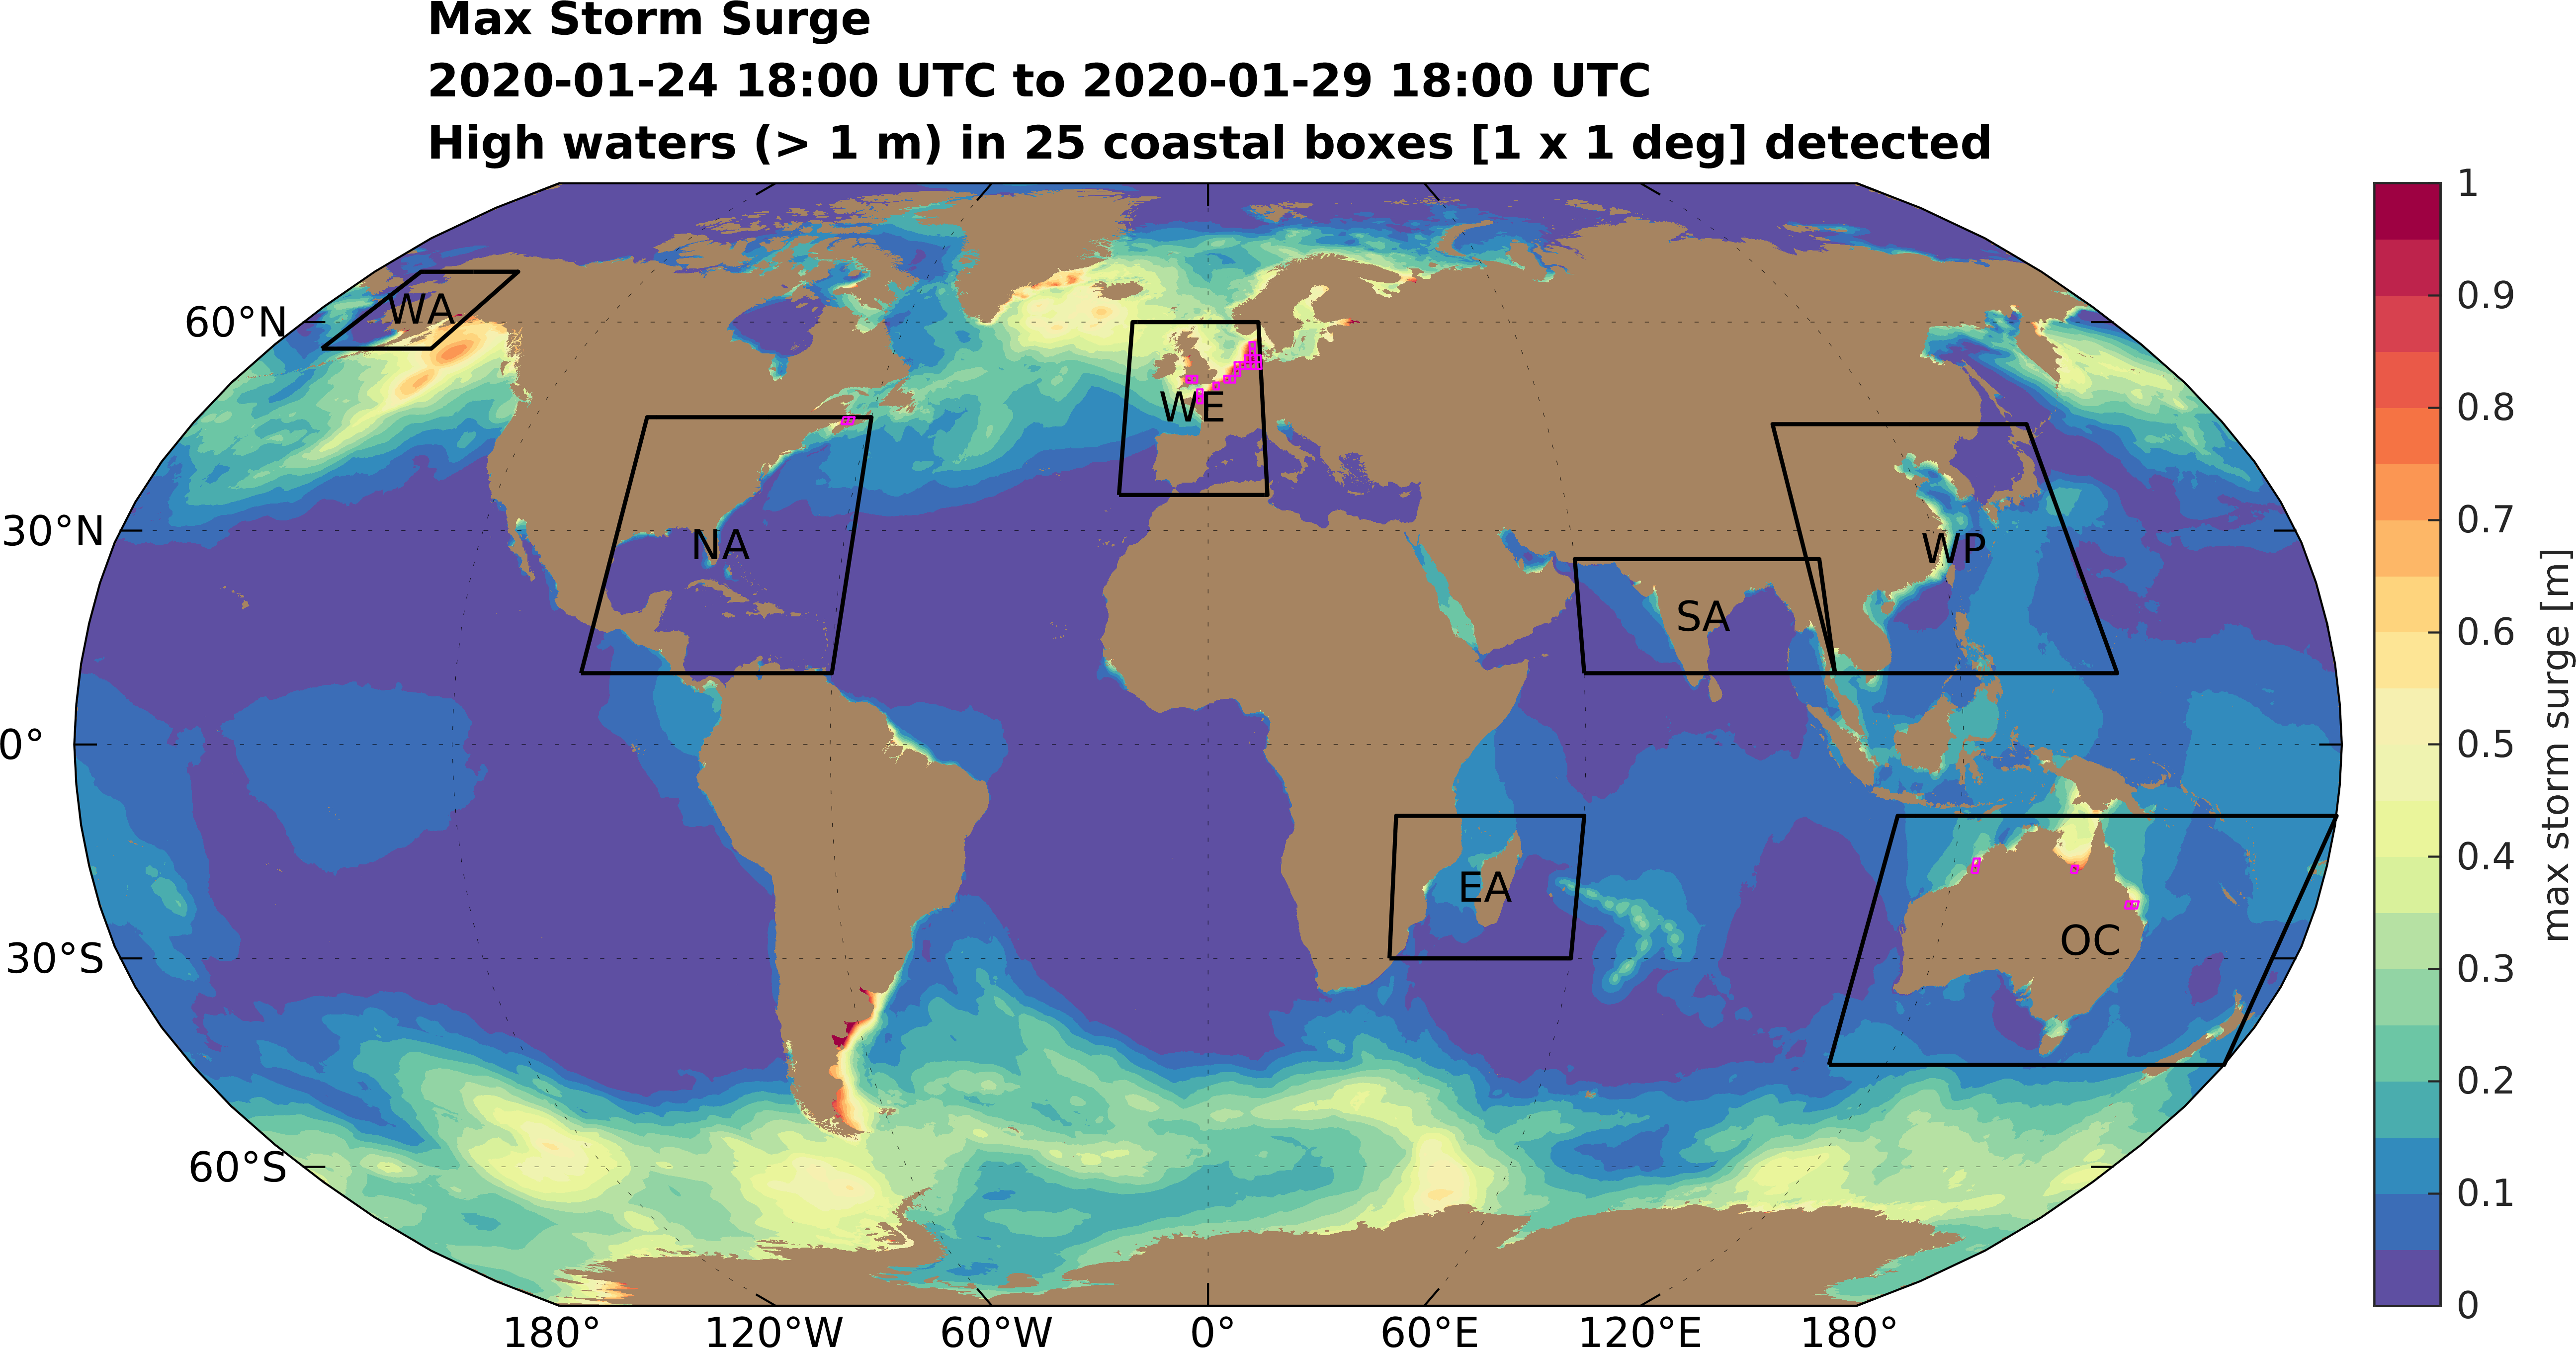 Max Storm Surge
2020-01-24 18:00 UTC to 2020-01-29 18:00 UTC
High waters (> 1 m) in 25 coastal boxes [1 x 1 deg] detected
60°N
30°N
0°
30°S
60°S
WA
NA
WE
SA
WP
EA
OC
180°
120°W
60°W
0°
60°E
120°E
180°
1
0.9
0.8
0.7
0.6
0.5
0.4
0.3
0.2
0.1
0
max storm surge [m]